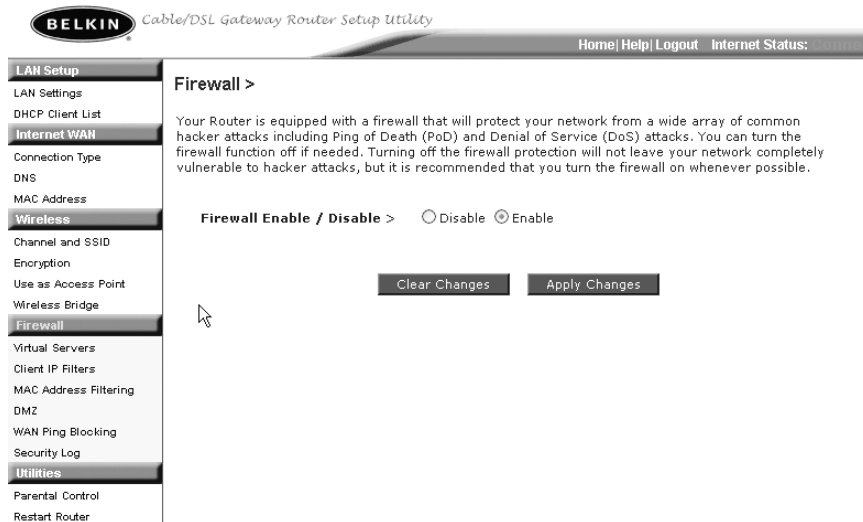 BELKIN Cable/DSL Gateway Router Setup Utility
Home| Help| Logout Internet Status:
LAN Setup
LAN Settings
DHCP Client List
Internet WAN
Connection Type
DNS
MAC Address
Wireless
Channel and SSID
Encryption
Use as Access Point
Wireless Bridge
Firewall
Virtual Servers
Client IP Filters
MAC Address Filtering
DMZ
WAN Ping Blocking
Security Log
Utilities
Parental Control
Restart Router
Firewall >
Your Router is equipped with a firewall that will protect your network from a wide array of common
hacker attacks including Ping of Death (PoD) and Denial of Service (DoS) attacks. You can turn the
firewall function off if needed. Turning off the firewall protection will not leave your network completely
vulnerable to hacker attacks, but it is recommended that you turn the firewall on whenever possible.
Firewall Enable / Disable > Disable Enable
Clear Changes Apply Changes